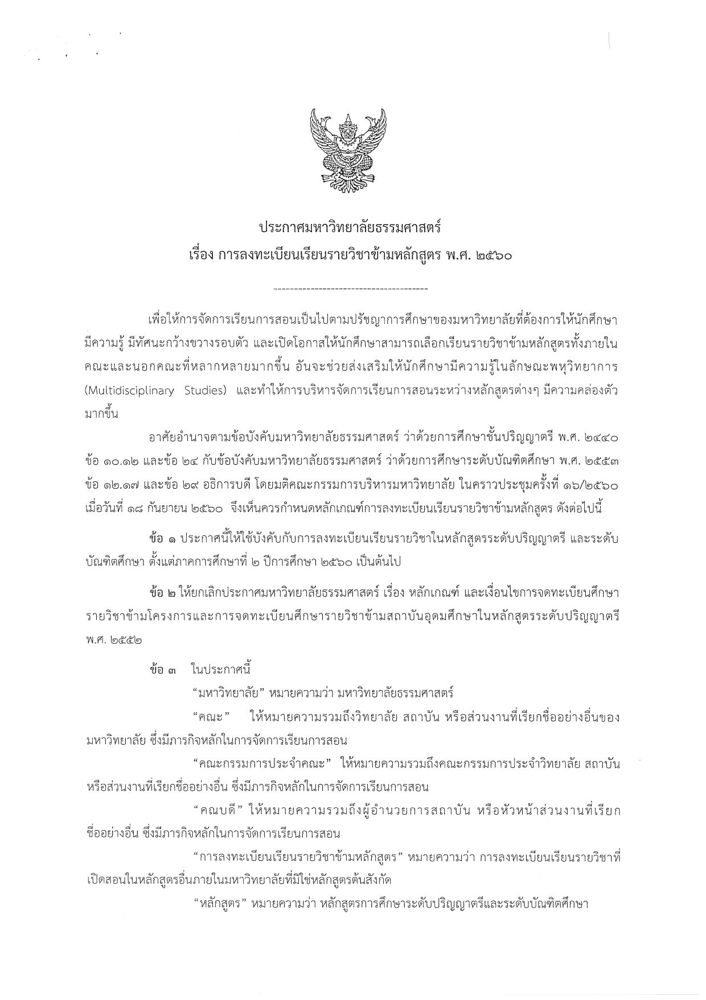 ประกาศมหาวิทยาลัยธรรมศาสตร์
เรื่อง การลงทะเบียนเรียนรายวิชาข้ามหลักสูตร พ.ศ. ๒๕๖๐
--------------------------------------
เพื่อให้การจัดการเรียนการสอนเป็นไปตามปรัชญาการศึกษาของมหาวิทยาลัยที่ต้องการให้นักศึกษา
มีความรู้ มีทัศนะกว้างขวางรอบตัว และเปิดโอกาสให้นักศึกษาสามารถเลือกเรียนรายวิชาข้ามหลักสูตรทั้งภายใน
คณะและนอกคณะที่หลากหลายมากขึ้น อันจะช่วยส่งเสริมให้นักศึกษามีความรู้ในลักษณะพหุวิทยาการ
(Multidisciplinary Studies) และทำให้การบริหารจัดการเรียนการสอนระหว่างหลักสูตรต่างๆ มีความคล่องตัว
มากขึ้น
อาศัยอำนาจตามข้อบังคับมหาวิทยาลัยธรรมศาสตร์ ว่าด้วยการศึกษาชั้นปริญญาตรี พ.ศ. ๒๔๔๐
ข้อ ๑๐.๑๒ และข้อ ๒๔ กับข้อบังคับมหาวิทยาลัยธรรมศาสตร์ ว่าด้วยการศึกษาระดับบัณฑิตศึกษา พ.ศ. ๒๕๕๓
ข้อ ๑๒.๑๗ และข้อ ๒๙ อธิการบดี โดยมติคณะกรรมการบริหารมหาวิทยาลัย ในคราวประชุมครั้งที่ ๑๖/๒๕๖๐
เมื่อวันที่ ๑๘ กันยายน ๒๕๖๐ จึงเห็นควรกำหนดหลักเกณฑ์การลงทะเบียนเรียนรายวิชาข้ามหลักสูตร ดังต่อไปนี้
ข้อ ๑ ประกาศนี้ให้ใช้บังคับกับการลงทะเบียนเรียนรายวิชาในหลักสูตรระดับปริญญาตรี และระดับ
บัณฑิตศึกษา ตั้งแต่ภาคการศึกษาที่ ๒ ปีการศึกษา ๒๕๖๐ เป็นต้นไป
ข้อ ๒ ให้ยกเลิกประกาศมหาวิทยาลัยธรรมศาสตร์ เรื่อง หลักเกณฑ์ และเงื่อนไขการจดทะเบียนศึกษา
รายวิชาข้ามโครงการและการจดทะเบียนศึกษารายวิชาข้ามสถาบันอุดมศึกษาในหลักสูตรระดับปริญญาตรี
พ.ศ. ๒๕๕๒
ข้อ ๓ ในประกาศนี้
“มหาวิทยาลัย” หมายความว่า มหาวิทยาลัยธรรมศาสตร์
“คณะ” ให้หมายความรวมถึงวิทยาลัย สถาบัน หรือส่วนงานที่เรียกชื่ออย่างอื่นของ
มหาวิทยาลัย ซึ่งมีภารกิจหลักในการจัดการเรียนการสอน
“คณะกรรมการประจำคณะ” ให้หมายความรวมถึงคณะกรรมการประจำวิทยาลัย สถาบัน
หรือส่วนงานที่เรียกชื่ออย่างอื่น ซึ่งมีภารกิจหลักในการจัดการเรียนการสอน
“คณบดี” ให้หมายความรวมถึงผู้อำนวยการสถาบัน หรือหัวหน้าส่วนงานที่เรียก
ชื่ออย่างอื่น ซึ่งมีภารกิจหลักในการจัดการเรียนการสอน
“การลงทะเบียนเรียนรายวิชาข้ามหลักสูตร” หมายความว่า การลงทะเบียนเรียนรายวิชาที่
เปิดสอนในหลักสูตรอื่นภายในมหาวิทยาลัยที่มิใช่หลักสูตรต้นสังกัด
“หลักสูตร” หมายความว่า หลักสูตรการศึกษาระดับปริญญาตรีและระดับบัณฑิตศึกษา